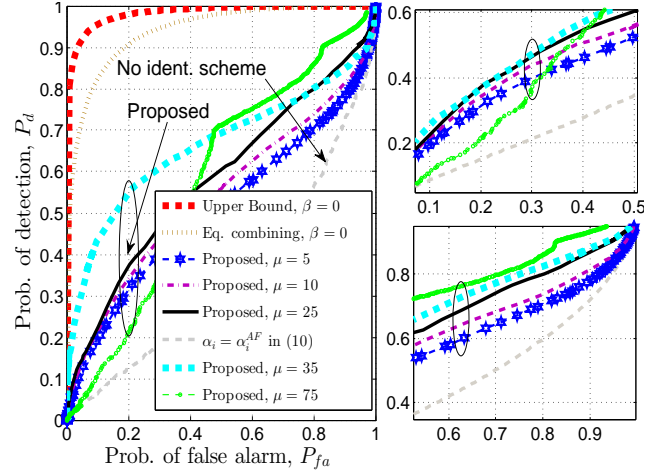 1
0.9
0.8
0.7
0.6
0.5
0.4
0.3
0.2
0.1
0
Prob. of detection, P_d
No ident. scheme
Proposed
Upper Bound, β = 0
Eq. combining, β = 0
Proposed, μ = 5
Proposed, μ = 10
Proposed, μ = 25
α_i = α_i^{AF} in (10)
Proposed, μ = 35
Proposed, μ = 75
0 0.2 0.4 0.6 0.8 1
Prob. of false alarm, P_{fa}
0.6
0.4
0.2
0.1 0.2 0.3 0.4 0.5
0.8
0.6
0.4
0.6 0.7 0.8 0.9